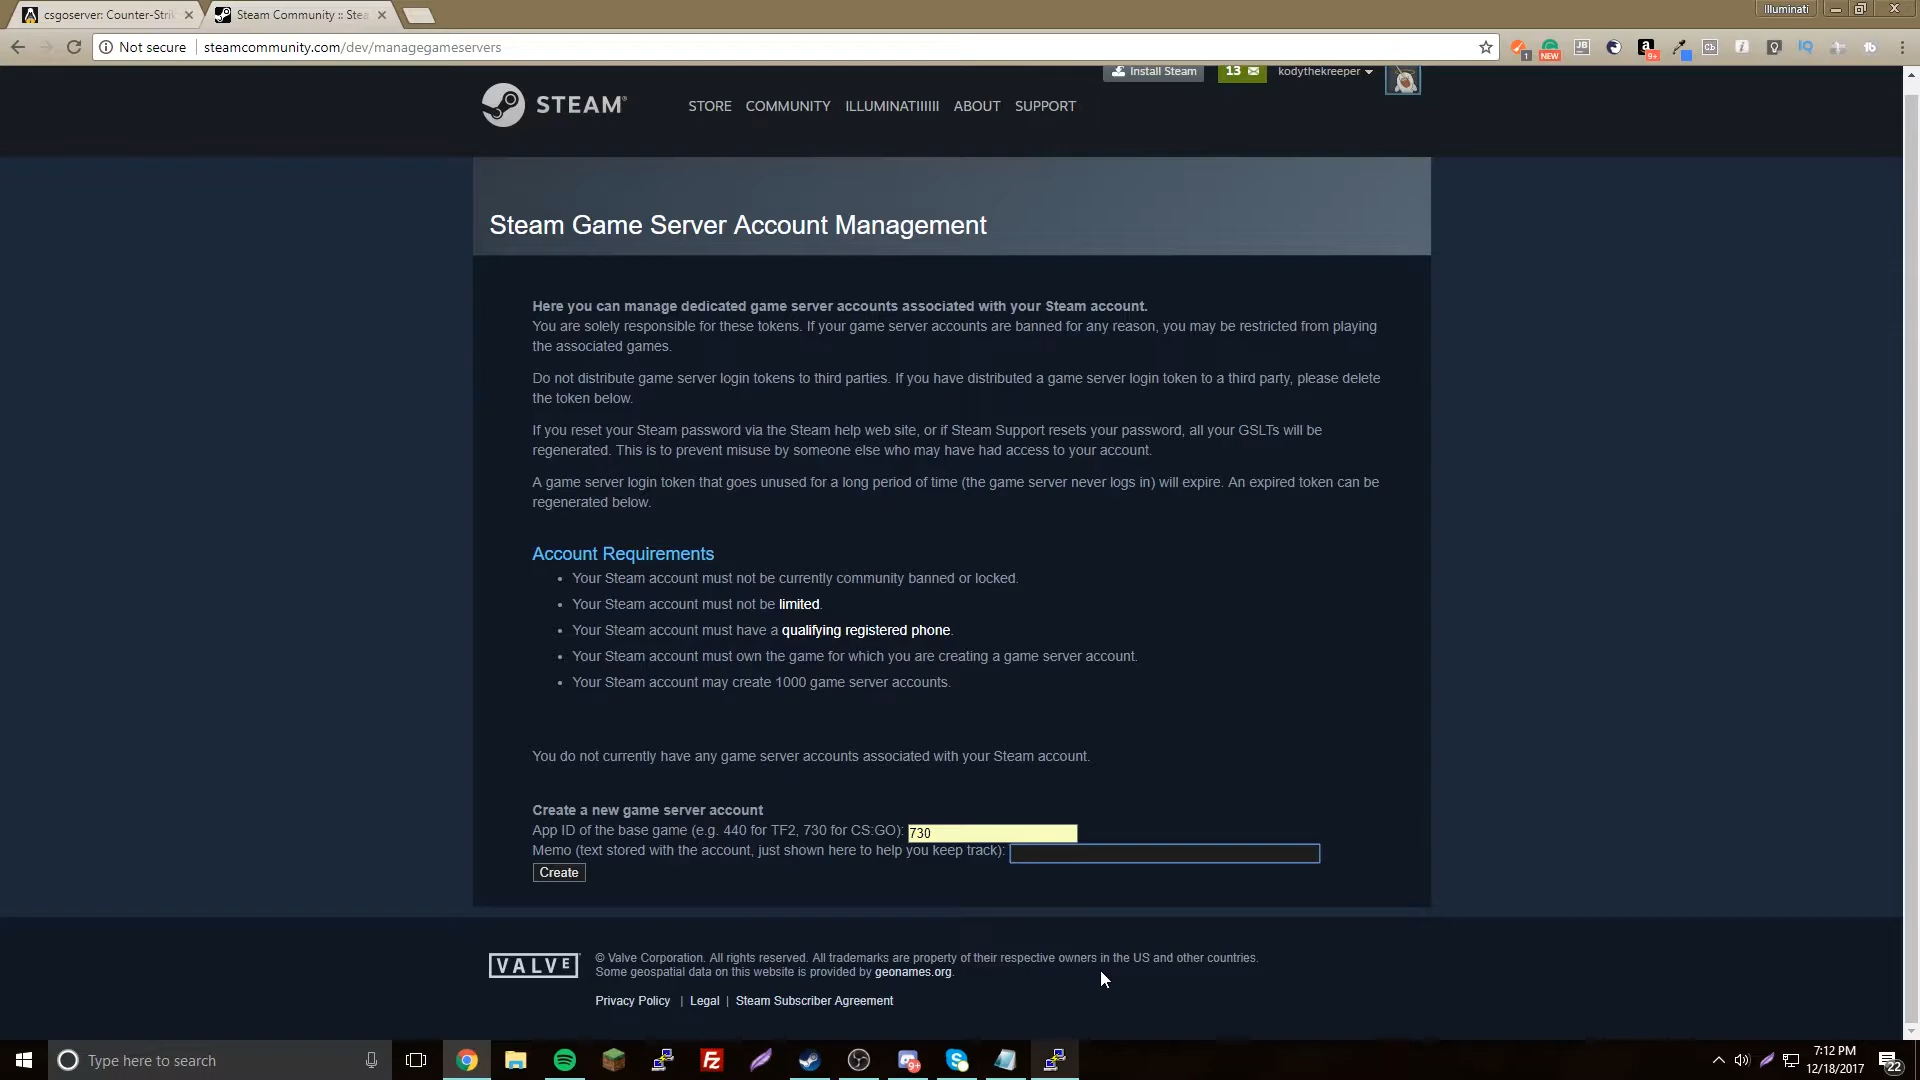 csgoserver: Counter-Stri
Steam Community :: Stea
Illuminati
Not secure
steamcommunity.com/dev/managegameservers
Install Steam
13
kodythekreeper
STEAM
STORE COMMUNITY ILLUMINATIIIIII ABOUT SUPPORT
Steam Game Server Account Management
Here you can manage dedicated game server accounts associated with your Steam account.
You are solely responsible for these tokens. If your game server accounts are banned for any reason, you may be restricted from playing
the associated games.
Do not distribute game server login tokens to third parties. If you have distributed a game server login token to a third party, please delete
the token below.
If you reset your Steam password via the Steam help web site, or if Steam Support resets your password, all your GSLTs will be
regenerated. This is to prevent misuse by someone else who may have had access to your account.
A game server login token that goes unused for a long period of time (the game server never logs in) will expire. An expired token can be
regenerated below.
Account Requirements
• Your Steam account must not be currently community banned or locked.
• Your Steam account must not be limited.
• Your Steam account must have a qualifying registered phone.
• Your Steam account must own the game for which you are creating a game server account.
• Your Steam account may create 1000 game server accounts.
You do not currently have any game server accounts associated with your Steam account.
Create a new game server account
App ID of the base game (e.g. 440 for TF2, 730 for CS:GO): 730
Memo (text stored with the account, just shown here to help you keep track):
Create
VALVE
© Valve Corporation. All rights reserved. All trademarks are property of their respective owners in the US and other countries.
Some geospatial data on this website is provided by geonames.org.
Privacy Policy | Legal | Steam Subscriber Agreement
Type here to search
7:12 PM
12/18/2017
22